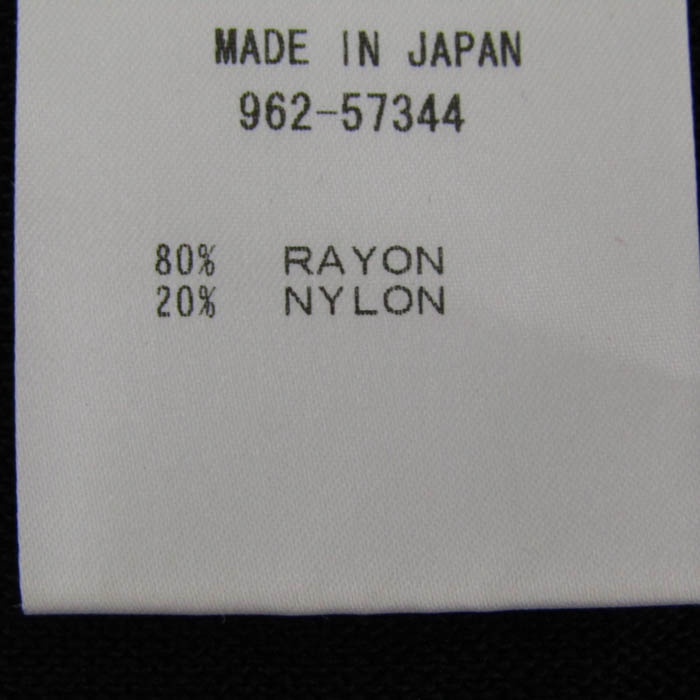 MADE IN JAPAN
962-57344
80% RAYON
20% NYLON